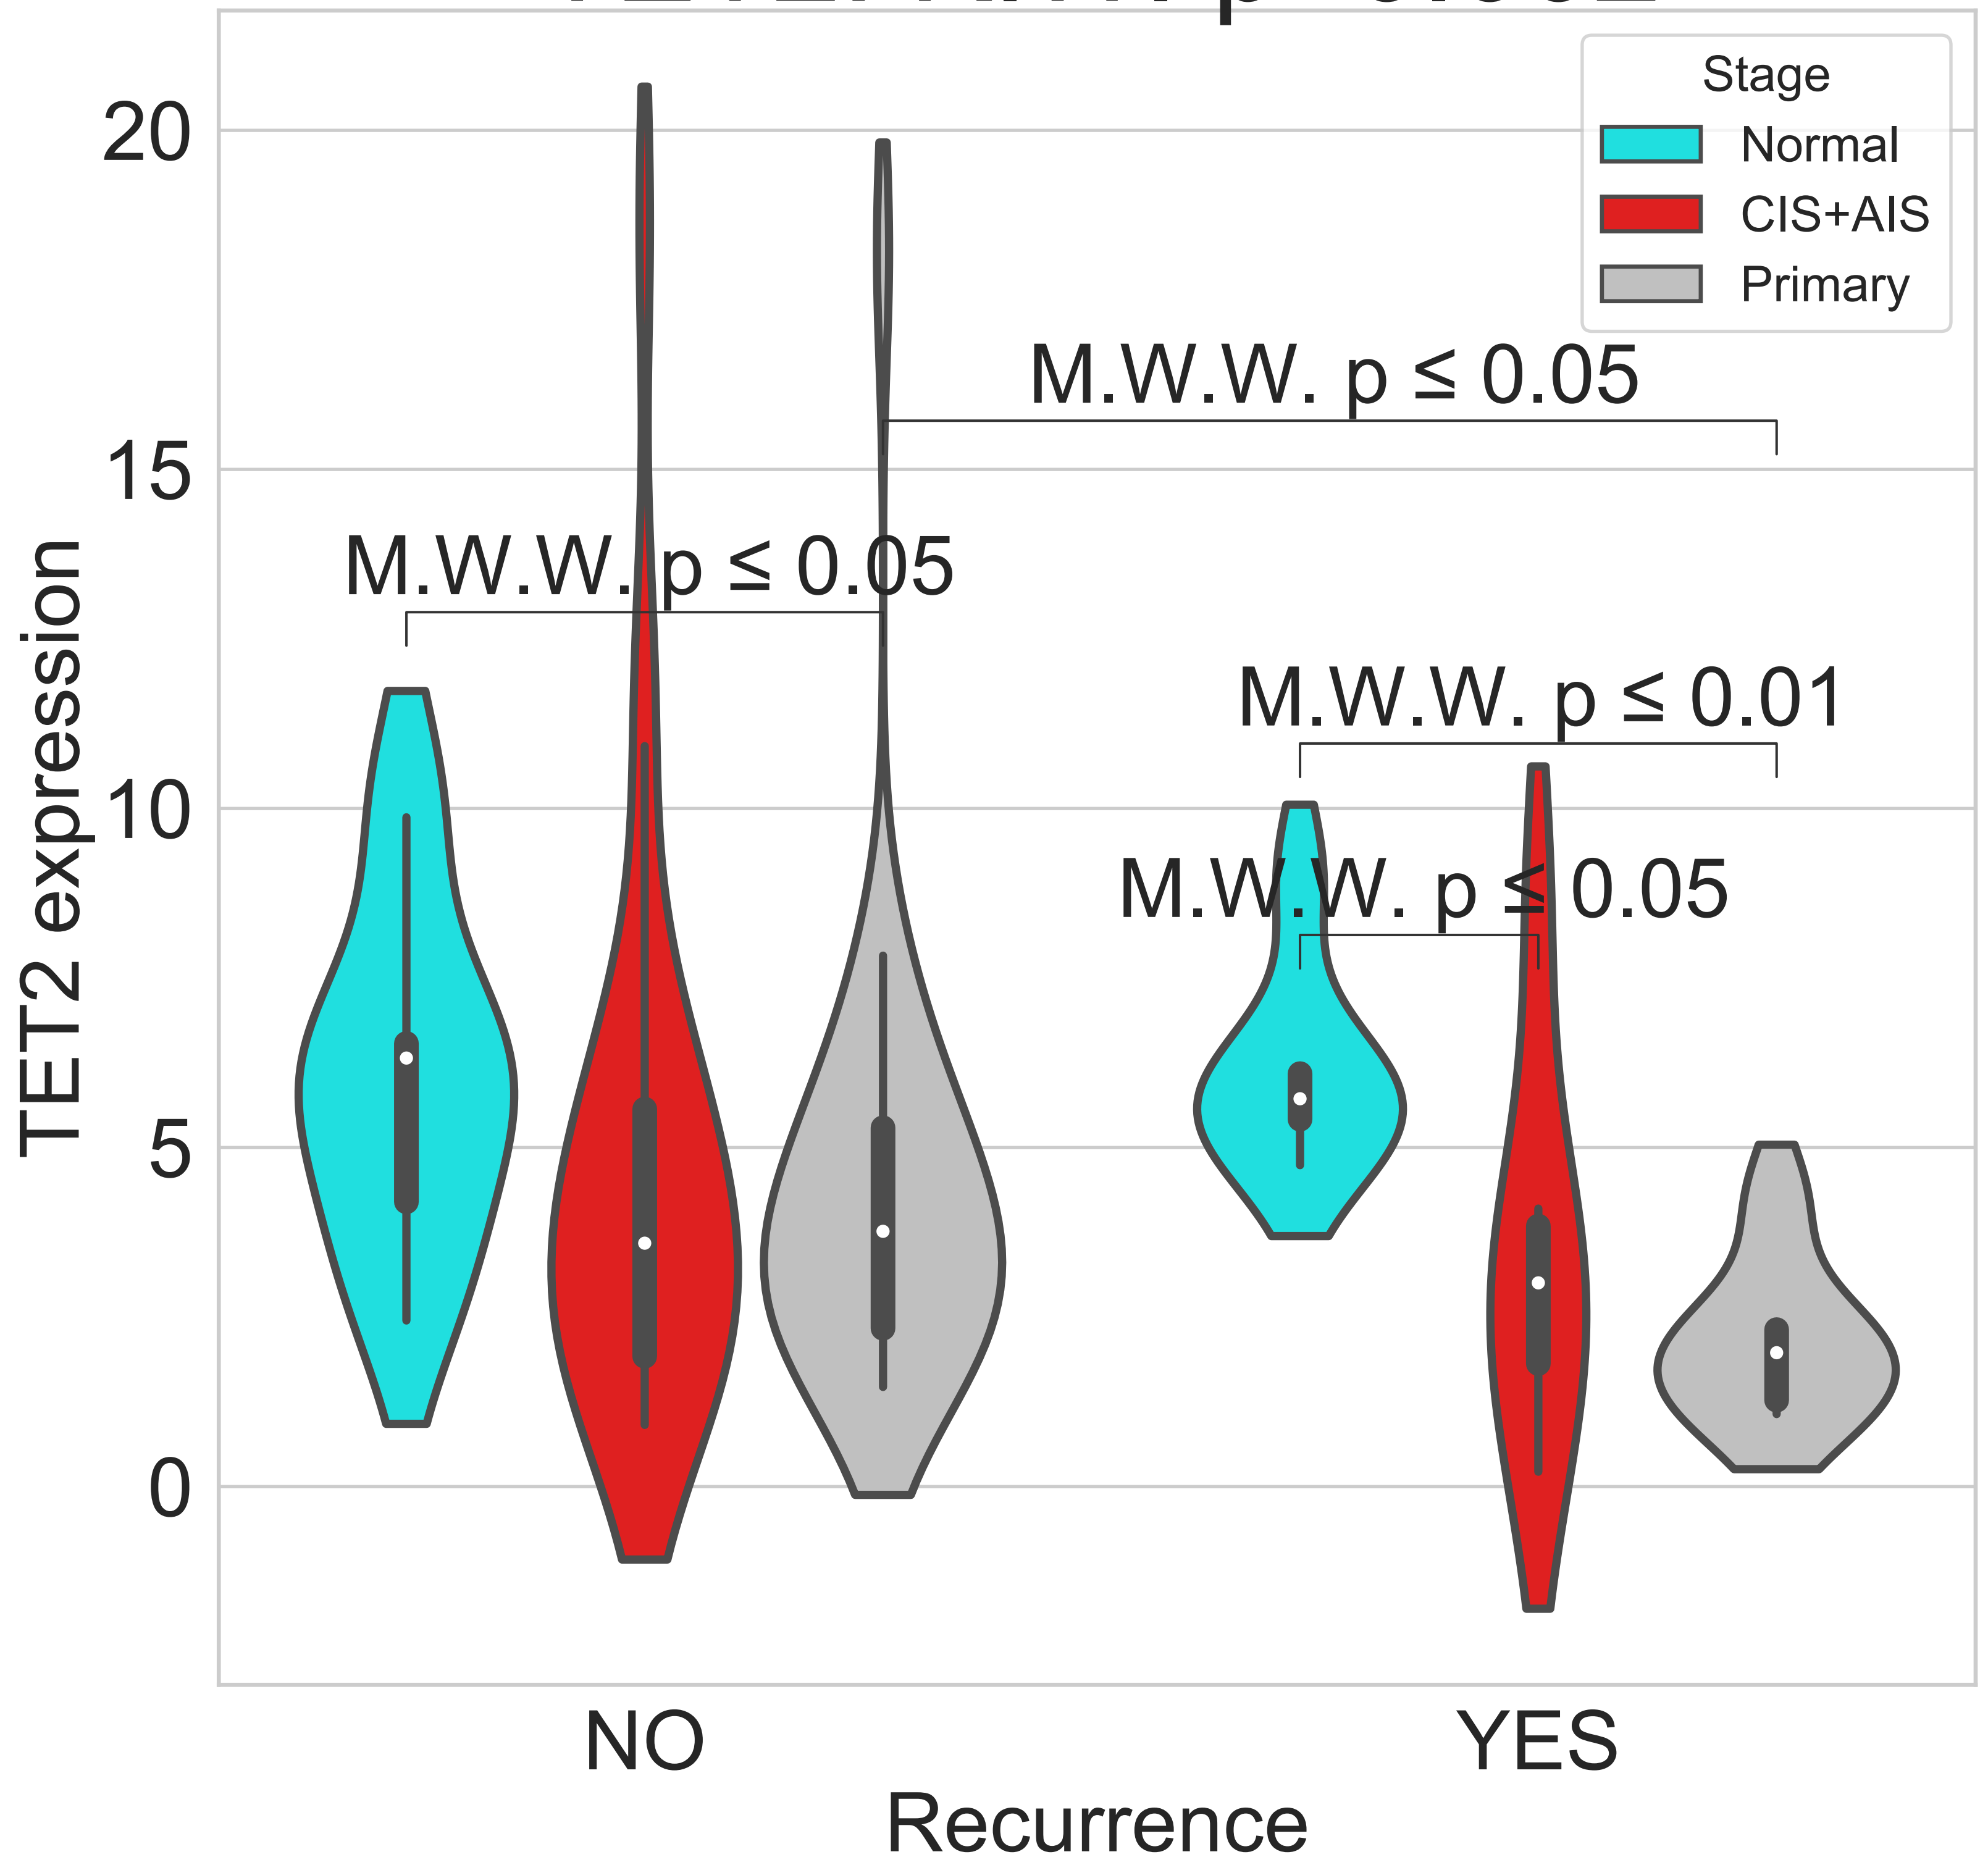 Stage
Normal
CIS+AIS
Primary
20
15
10
5
0
TET2 expression
M.W.W. p ≤ 0.05
M.W.W. p ≤ 0.05
M.W.W. p ≤ 0.01
M.W.W. p ≤ 0.05
NO
YES
Recurrence